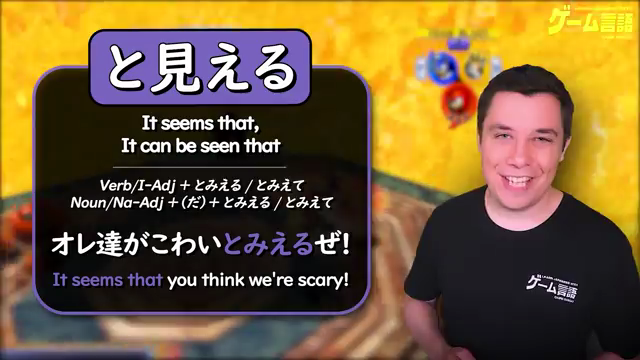 と見える
It seems that,
It can be seen that
Verb/I-Adj + とみえる / とみえて
Noun/Na-Adj + (だ) + とみえる / とみえて
オレ達がこわいとみえるぜ!
It seems that you think we're scary!
ゲーム言語
ゲーム言語